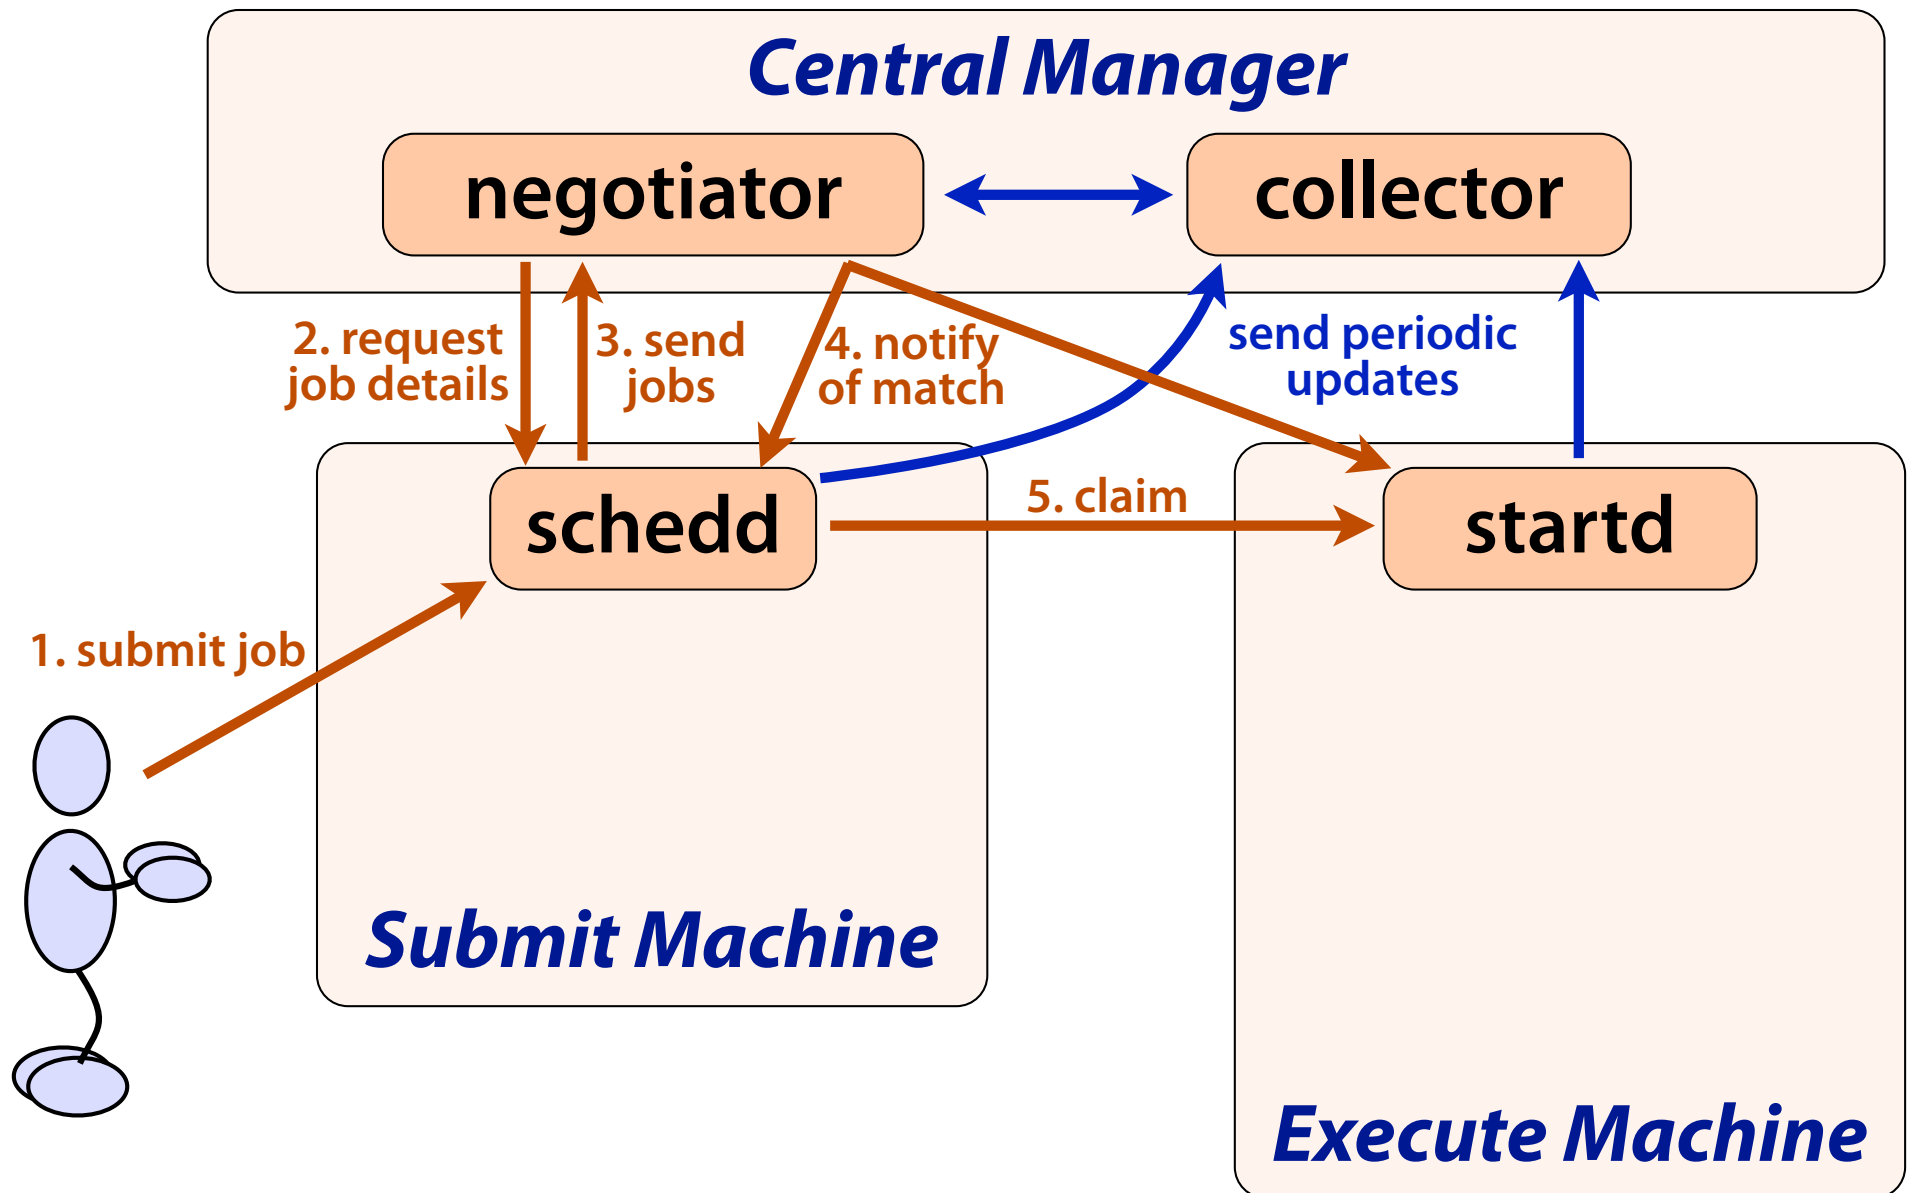 Central Manager
negotiator
collector
2. request
job details
3. send
jobs
4. notify
of match
send periodic
updates
schedd
5. claim
startd
1. submit job
Submit Machine
Execute Machine